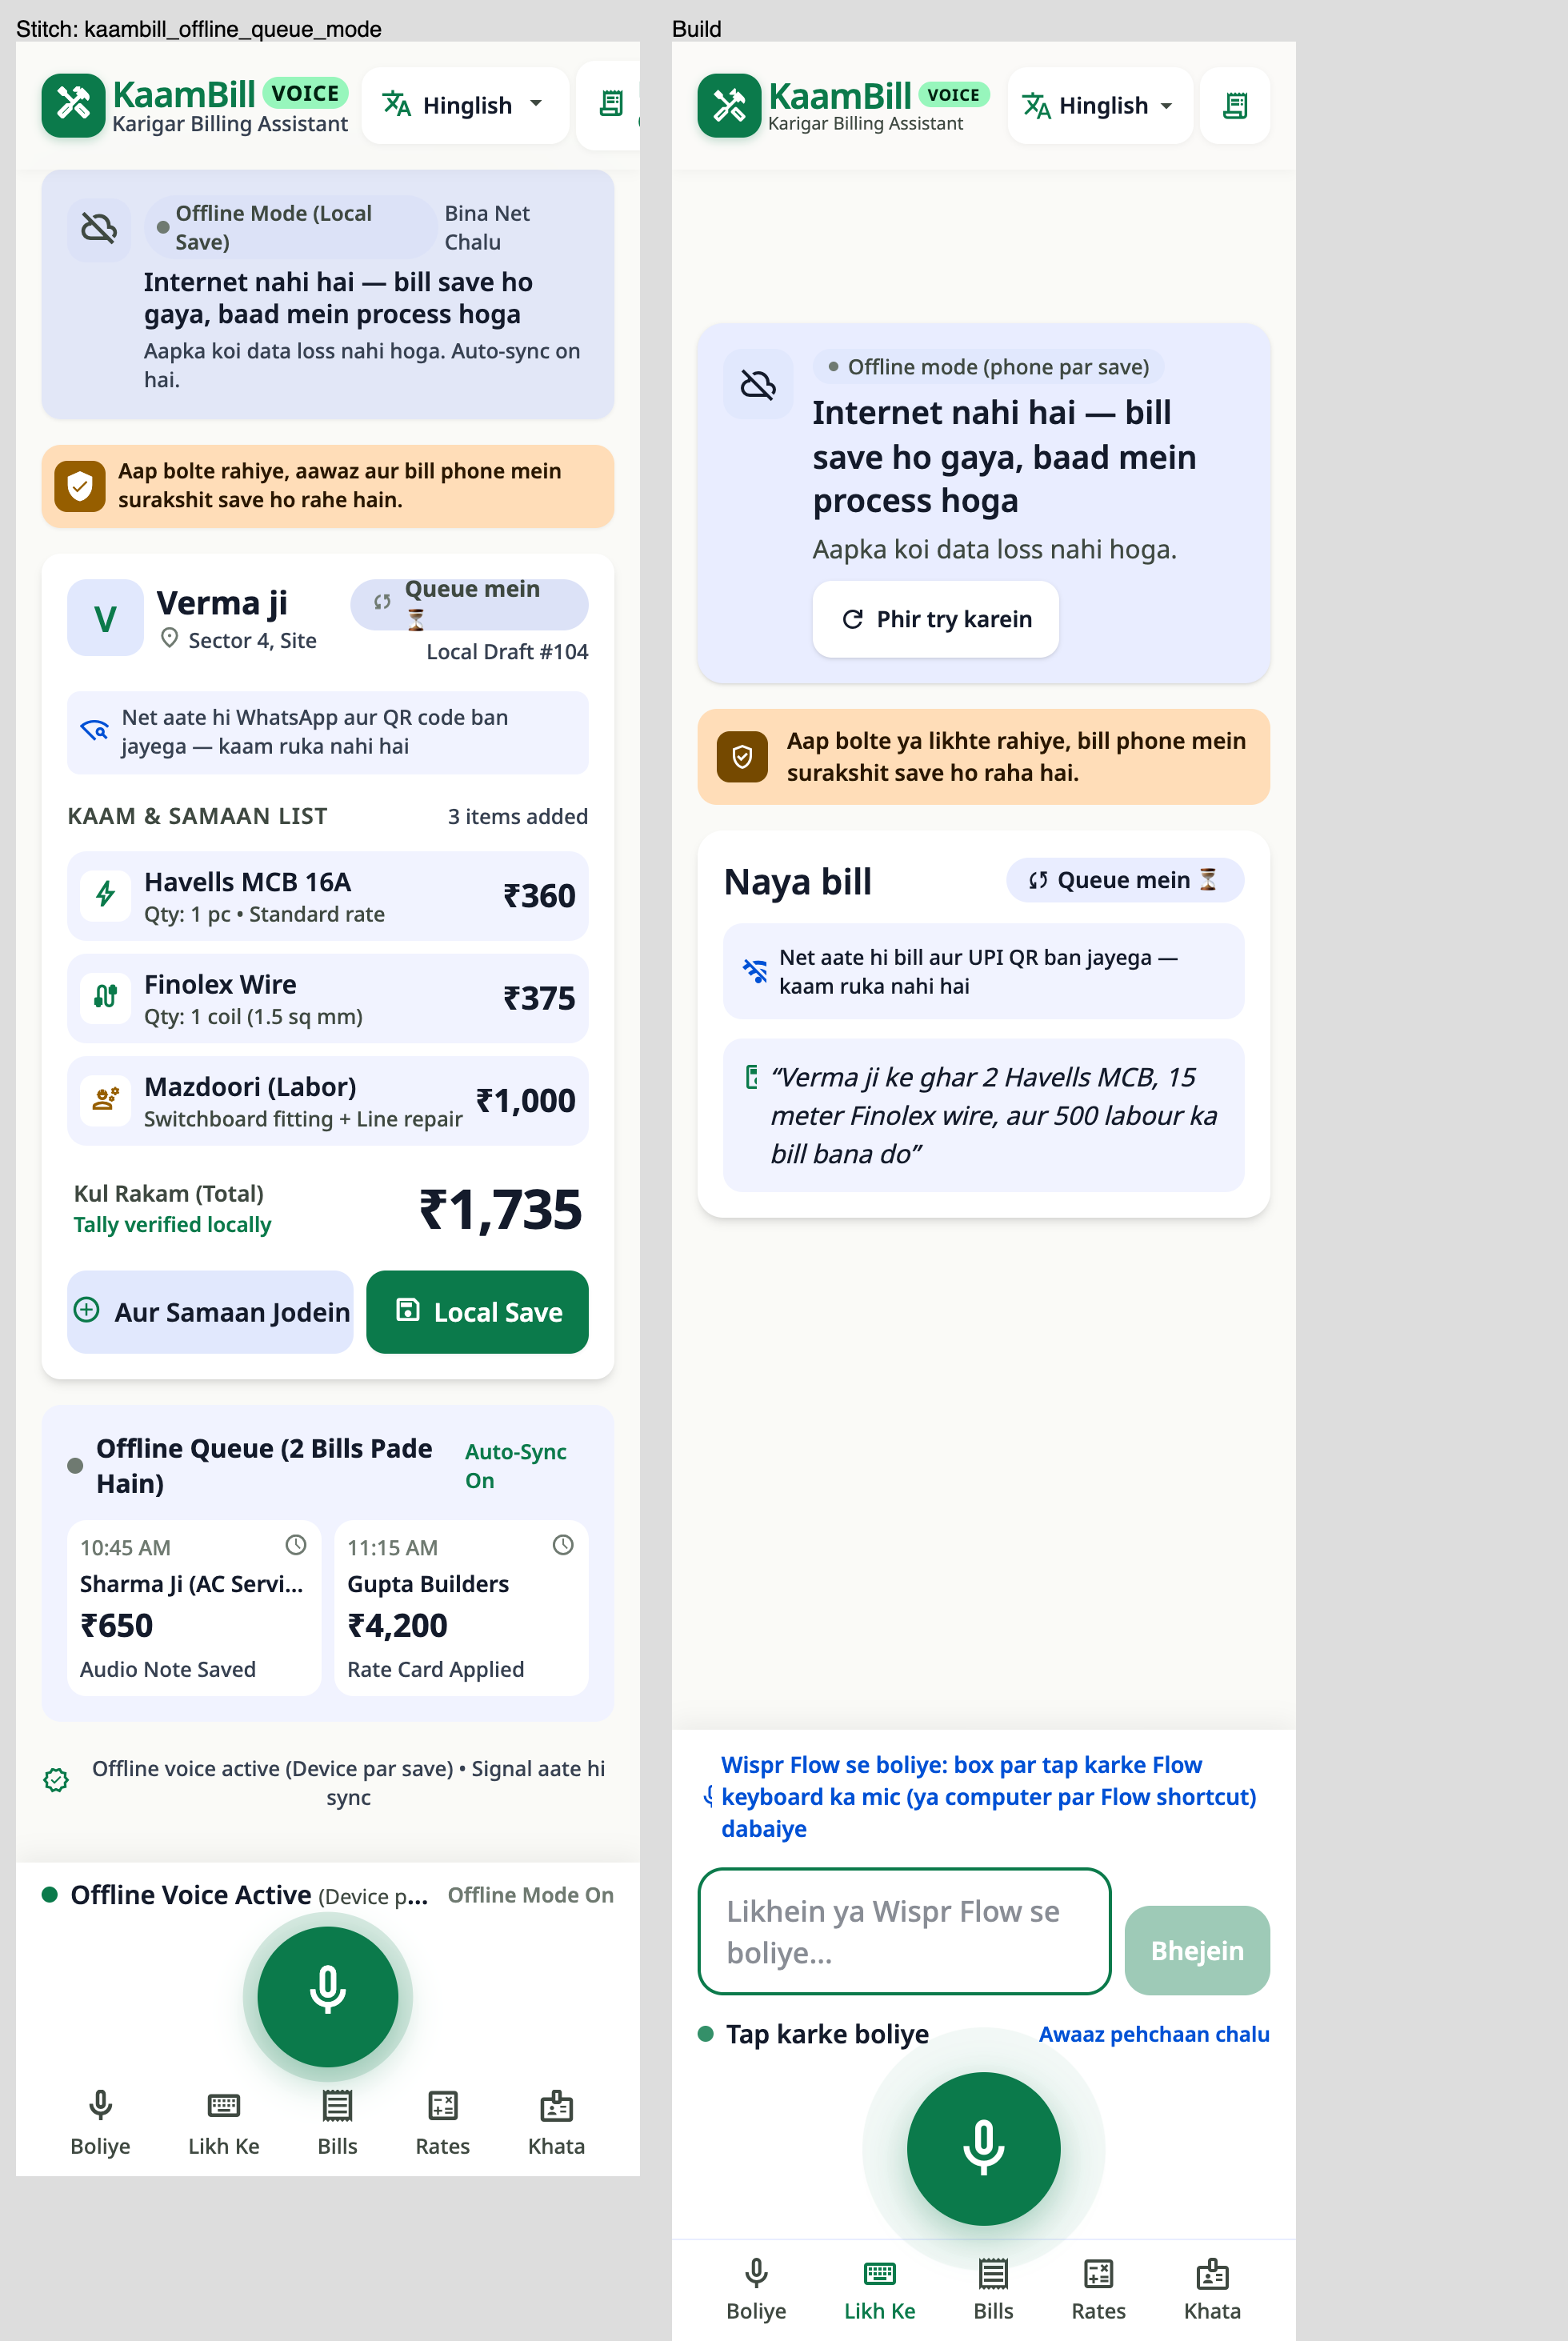 Stitch: kaambill_offline_queue_mode
KaamBill VOICE
Karigar Billing Assistant
Hinglish
Offline Mode (Local
Save)
Bina Net
Chalu
Internet nahi hai — bill save ho
gaya, baad mein process hoga
Aapka koi data loss nahi hoga. Auto-sync on
hai.
Aap bolte rahiye, aawaz aur bill phone mein
surakshit save ho rahe hain.
V
Verma ji
Sector 4, Site
Queue mein
⏳
Local Draft #104
Net aate hi WhatsApp aur QR code ban
jayega — kaam ruka nahi hai
KAAM & SAMAAN LIST
3 items added
Havells MCB 16A
Qty: 1 pc • Standard rate
₹360
Finolex Wire
Qty: 1 coil (1.5 sq mm)
₹375
Mazdoori (Labor)
Switchboard fitting + Line repair
₹1,000
Kul Rakam (Total)
Tally verified locally
₹1,735
Aur Samaan Jodein
Local Save
Offline Queue (2 Bills Pade
Hain)
Auto-Sync
On
10:45 AM
Sharma Ji (AC Servi...
₹650
Audio Note Saved
11:15 AM
Gupta Builders
₹4,200
Rate Card Applied
Offline voice active (Device par save) • Signal aate hi
sync
Offline Voice Active (Device p...
Offline Mode On
Boliye
Likh Ke
Bills
Rates
Khata
Build
KaamBill VOICE
Karigar Billing Assistant
Hinglish
Offline mode (phone par save)
Internet nahi hai — bill
save ho gaya, baad mein
process hoga
Aapka koi data loss nahi hoga.
Phir try karein
Aap bolte ya likhte rahiye, bill phone mein
surakshit save ho raha hai.
Naya bill
Queue mein ⏳
Net aate hi bill aur UPI QR ban jayega —
kaam ruka nahi hai
“Verma ji ke ghar 2 Havells MCB, 15
meter Finolex wire, aur 500 labour ka
bill bana do”
Wispr Flow se boliye: box par tap karke Flow
keyboard ka mic (ya computer par Flow shortcut)
dabaiye
Likhein ya Wispr Flow se
boliye...
Bhejein
Tap karke boliye
Awaaz pehchaan chalu
Boliye
Likh Ke
Bills
Rates
Khata